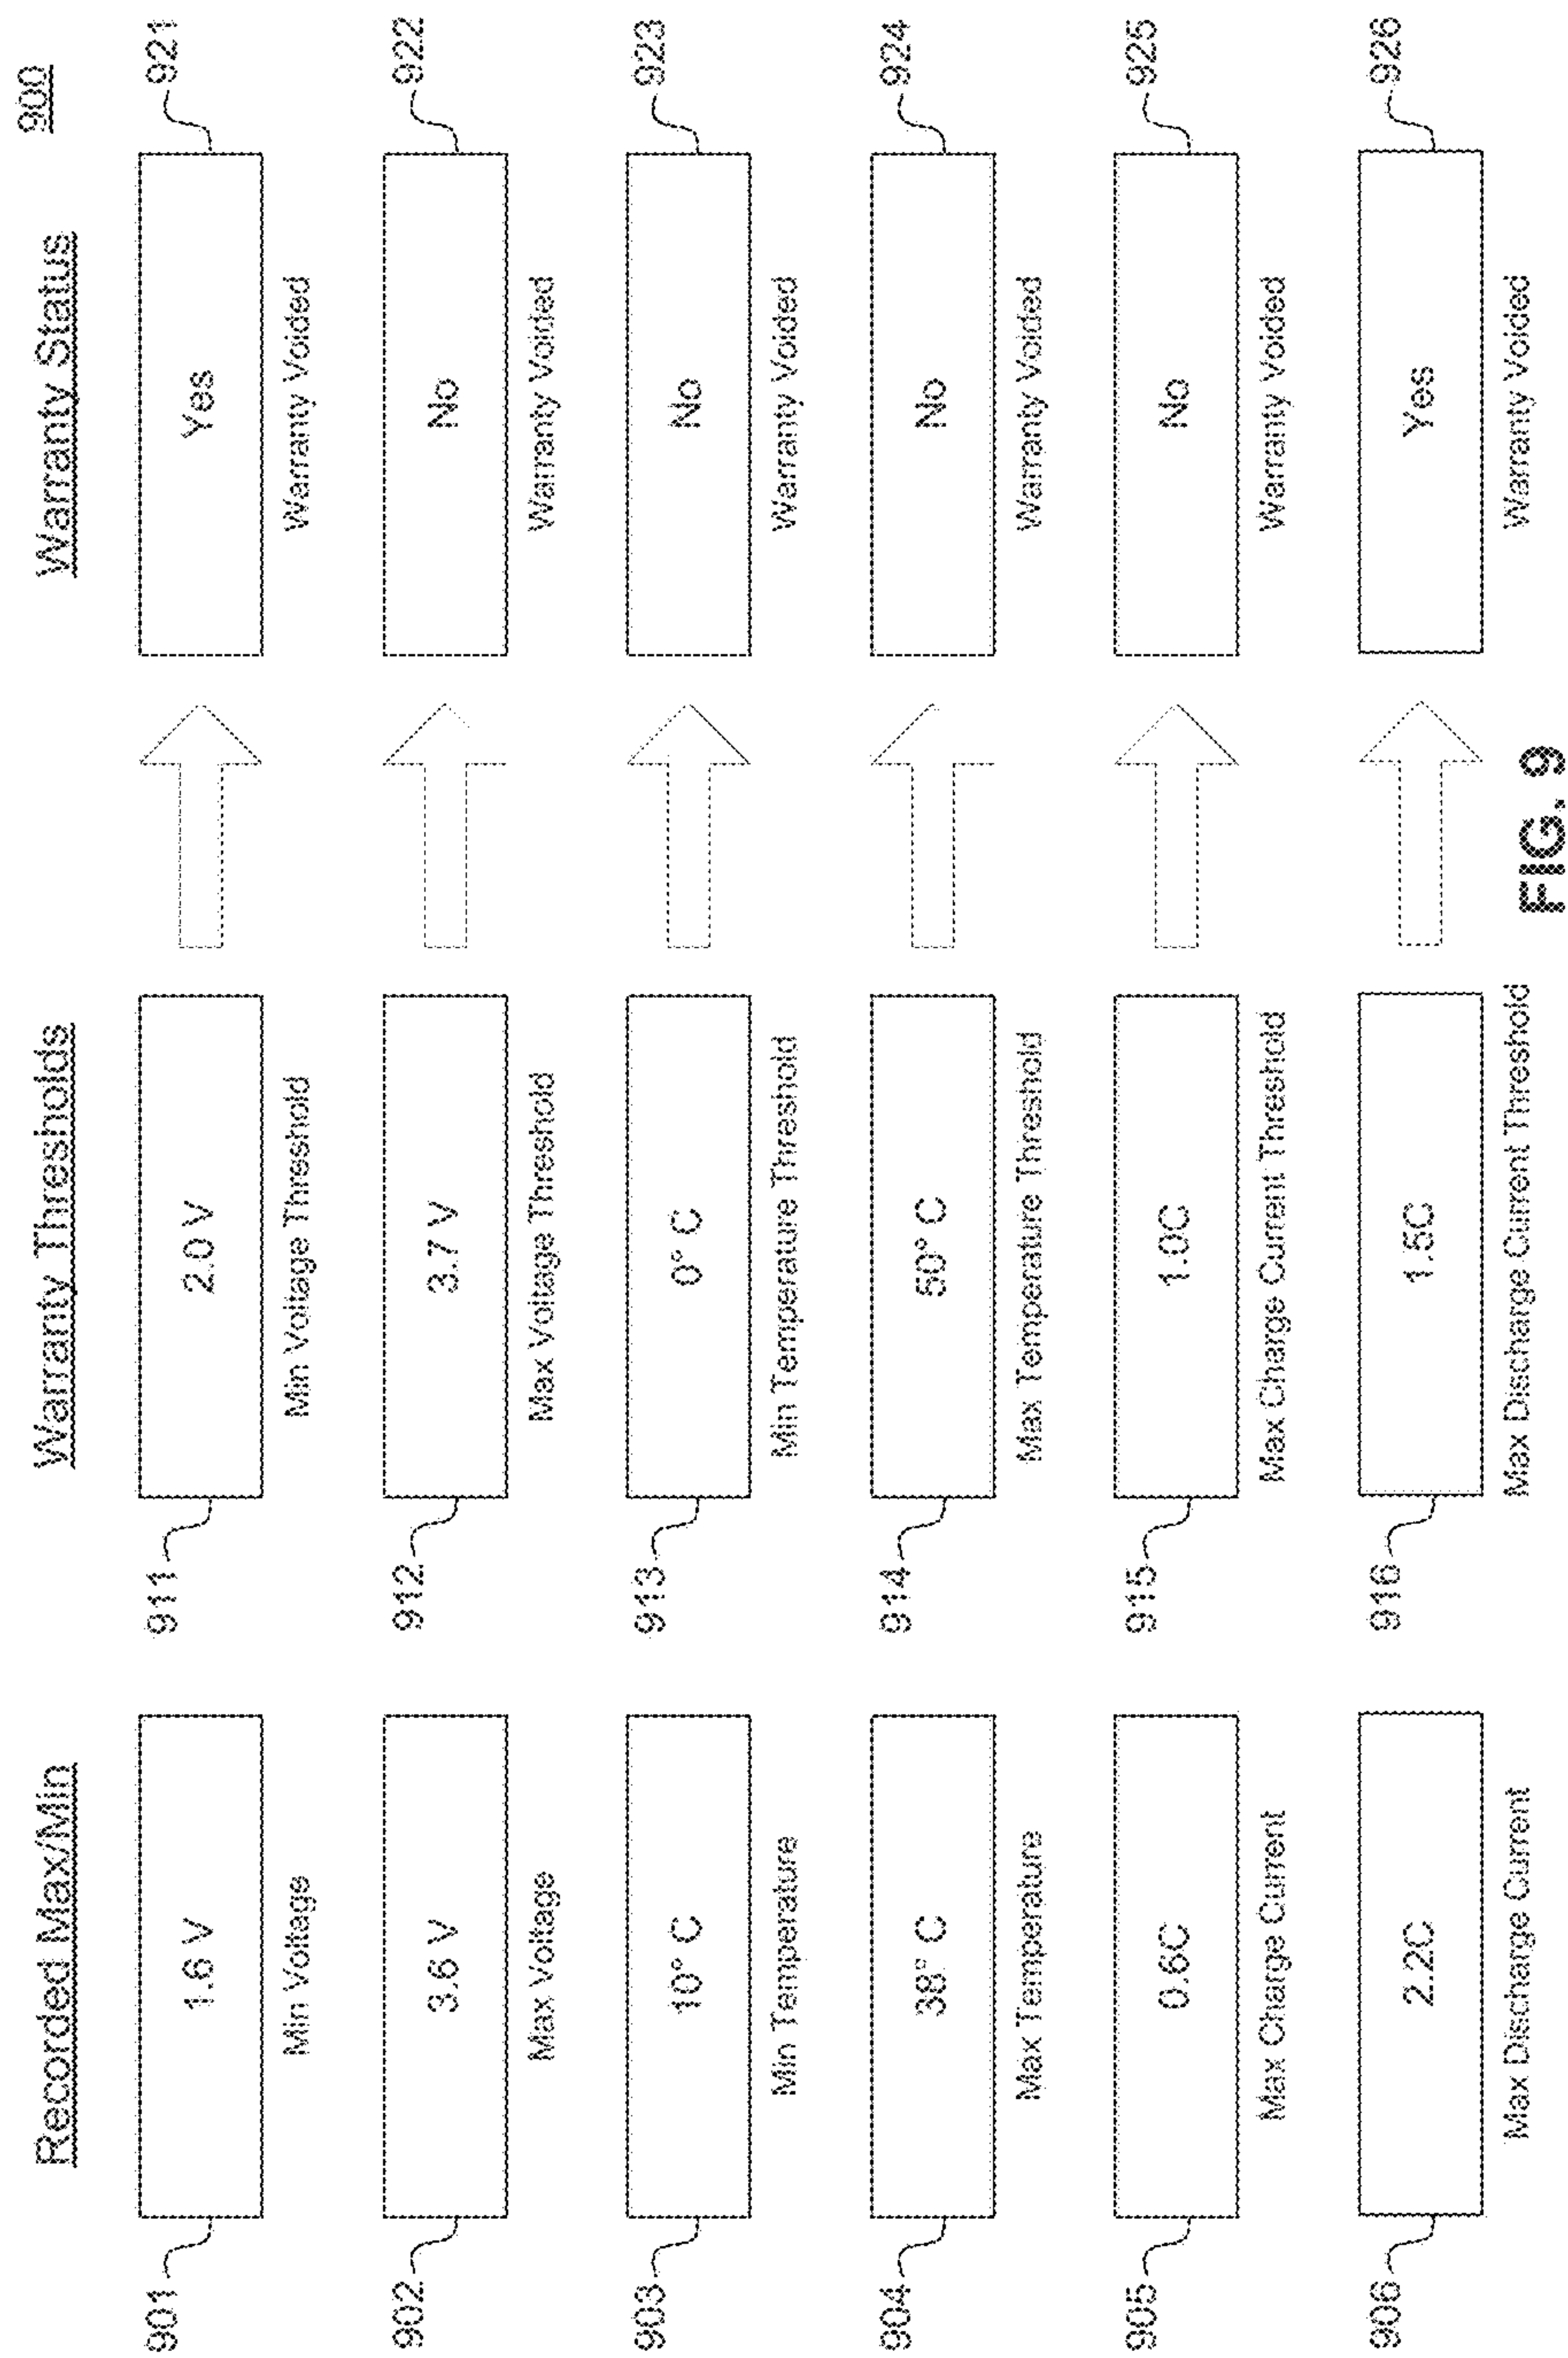 900
Recorded Max/Min
Warranty Thresholds
Warranty Status
901
1.6 V
Min Voltage
911
2.0 V
Min Voltage Threshold
Yes
921
Warranty Voided
902
3.6 V
Max Voltage
912
3.7 V
Max Voltage Threshold
No
922
Warranty Voided
903
10° C
Min Temperature
913
0° C
Min Temperature Threshold
No
923
Warranty Voided
904
38° C
Max Temperature
914
50° C
Max Temperature Threshold
No
924
Warranty Voided
905
0.6C
Max Charge Current
915
1.0C
Max Charge Current Threshold
No
925
Warranty Voided
906
2.2C
Max Discharge Current
916
1.5C
Max Discharge Current Threshold
Yes
926
Warranty Voided
FIG. 9